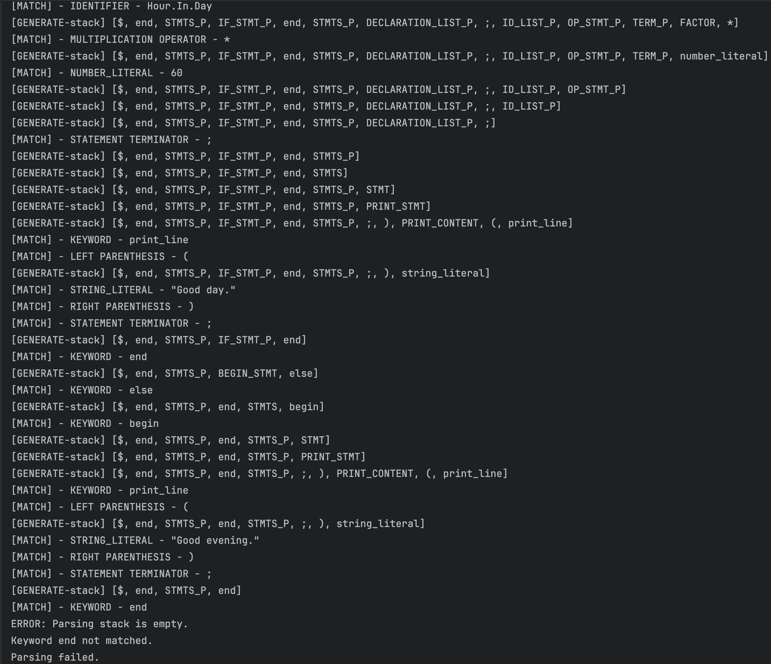 [MATCH] - IDENTIFIER - Hour.In.Day
[GENERATE-stack] [$, end, STMTS_P, IF_STMT_P, end, STMTS_P, DECLARATION_LIST_P, ;, ID_LIST_P, OP_STMT_P, TERM_P, FACTOR, *]
[MATCH] - MULTIPLICATION OPERATOR - *
[GENERATE-stack] [$, end, STMTS_P, IF_STMT_P, end, STMTS_P, DECLARATION_LIST_P, ;, ID_LIST_P, OP_STMT_P, TERM_P, number_literal]
[MATCH] - NUMBER_LITERAL - 60
[GENERATE-stack] [$, end, STMTS_P, IF_STMT_P, end, STMTS_P, DECLARATION_LIST_P, ;, ID_LIST_P, OP_STMT_P]
[GENERATE-stack] [$, end, STMTS_P, IF_STMT_P, end, STMTS_P, DECLARATION_LIST_P, ;, ID_LIST_P]
[GENERATE-stack] [$, end, STMTS_P, IF_STMT_P, end, STMTS_P, DECLARATION_LIST_P, ;]
[MATCH] - STATEMENT TERMINATOR - ;
[GENERATE-stack] [$, end, STMTS_P, IF_STMT_P, end, STMTS_P]
[GENERATE-stack] [$, end, STMTS_P, IF_STMT_P, end, STMTS]
[GENERATE-stack] [$, end, STMTS_P, IF_STMT_P, end, STMTS_P, STMT]
[GENERATE-stack] [$, end, STMTS_P, IF_STMT_P, end, STMTS_P, PRINT_STMT]
[GENERATE-stack] [$, end, STMTS_P, IF_STMT_P, end, STMTS_P, ;, ), PRINT_CONTENT, (, print_line]
[MATCH] - KEYWORD - print_line
[MATCH] - LEFT PARENTHESIS - (
[GENERATE-stack] [$, end, STMTS_P, IF_STMT_P, end, STMTS_P, ;, ), string_literal]
[MATCH] - STRING_LITERAL - "Good day."
[MATCH] - RIGHT PARENTHESIS - )
[MATCH] - STATEMENT TERMINATOR - ;
[GENERATE-stack] [$, end, STMTS_P, IF_STMT_P, end]
[MATCH] - KEYWORD - end
[GENERATE-stack] [$, end, STMTS_P, BEGIN_STMT, else]
[MATCH] - KEYWORD - else
[GENERATE-stack] [$, end, STMTS_P, end, STMTS, begin]
[MATCH] - KEYWORD - begin
[GENERATE-stack] [$, end, STMTS_P, end, STMTS_P, STMT]
[GENERATE-stack] [$, end, STMTS_P, end, STMTS_P, PRINT_STMT]
[GENERATE-stack] [$, end, STMTS_P, end, STMTS_P, ;, ), PRINT_CONTENT, (, print_line]
[MATCH] - KEYWORD - print_line
[MATCH] - LEFT PARENTHESIS - (
[GENERATE-stack] [$, end, STMTS_P, end, STMTS_P, ;, ), string_literal]
[MATCH] - STRING_LITERAL - "Good evening."
[MATCH] - RIGHT PARENTHESIS - )
[MATCH] - STATEMENT TERMINATOR - ;
[GENERATE-stack] [$, end, STMTS_P, end]
[MATCH] - KEYWORD - end
ERROR: Parsing stack is empty.
Keyword end not matched.
Parsing failed.